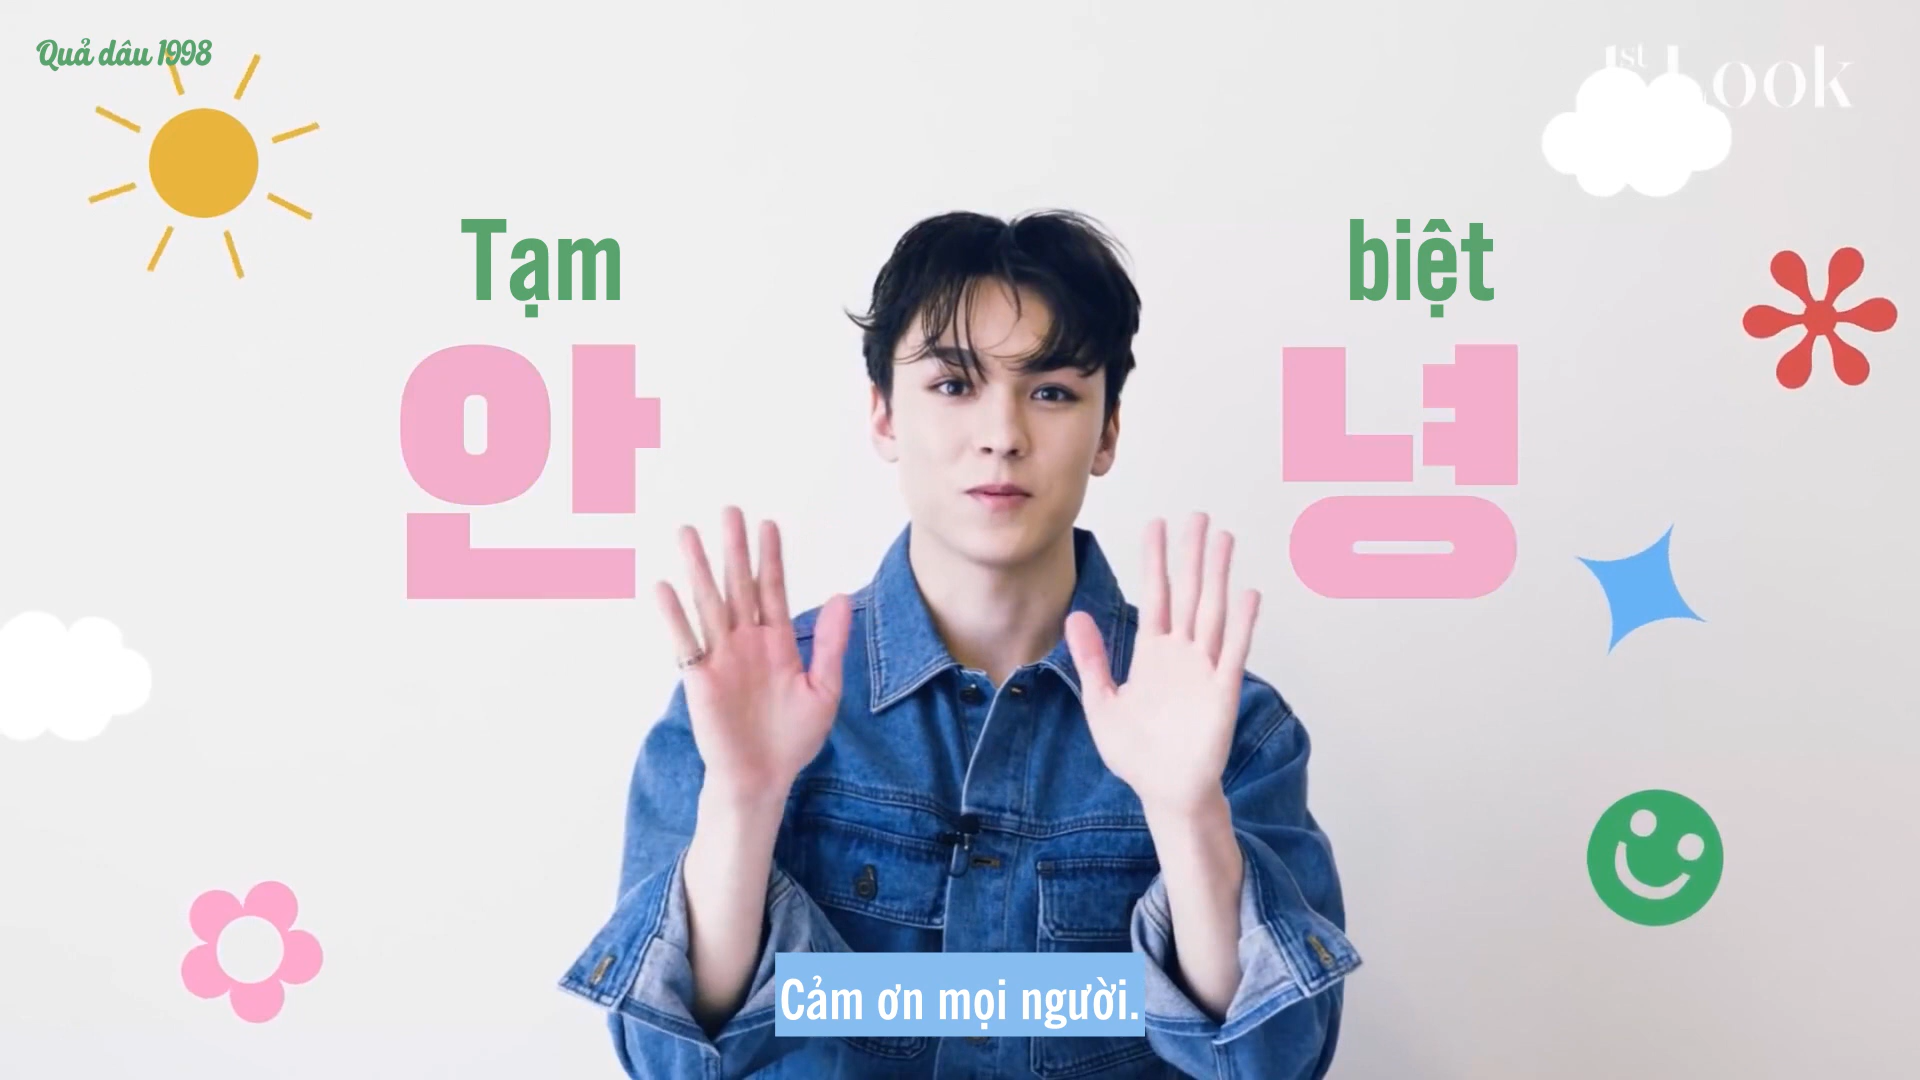 Quả dâu 1998
1st Look
Tạm biệt
안녕
Cảm ơn mọi người.